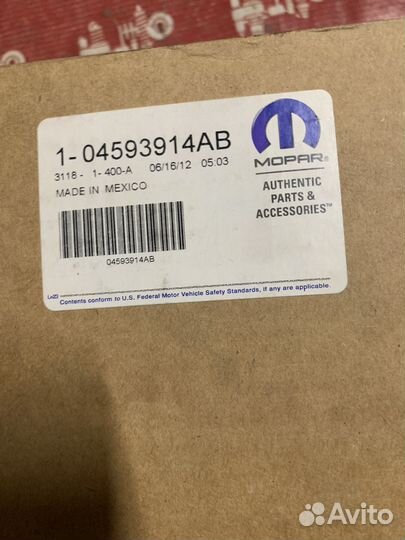 1- 04593914AB
3118 - 1- 400-A 06/16/12 05:03
MADE IN MEXICO
04593914AB
MOPAR®
AUTHENTIC
PARTS &
ACCESSORIES™
Contents conform to U.S. Federal Motor Vehicle Safety Standards, if any are applicable.
Avito